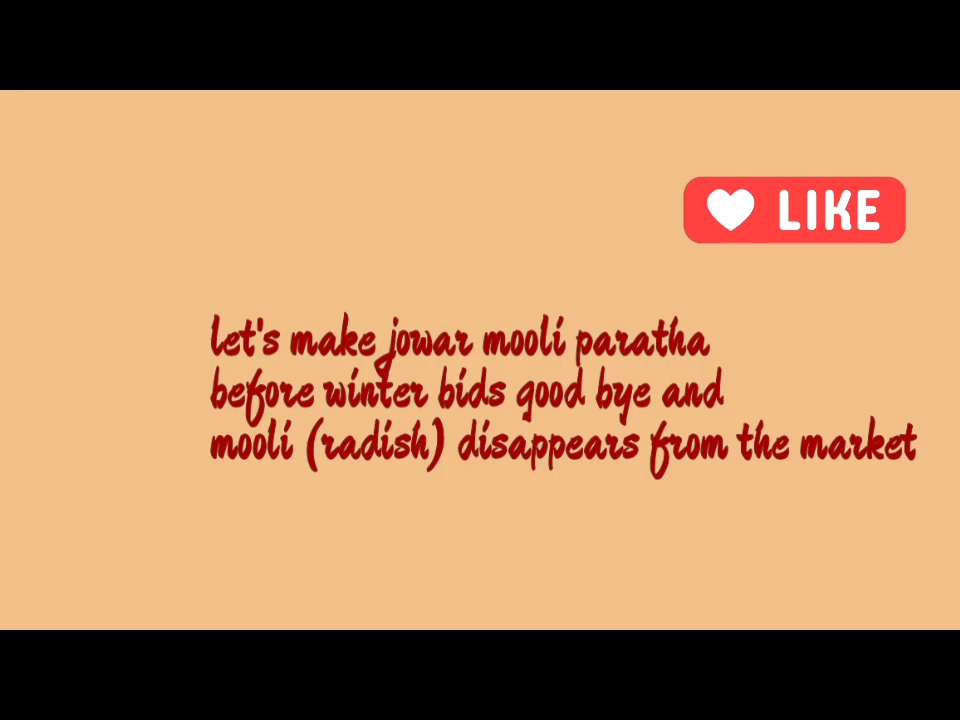 LIKE
let's make jowar mooli paratha
before winter bids good bye and
mooli (radish) disappears from the market